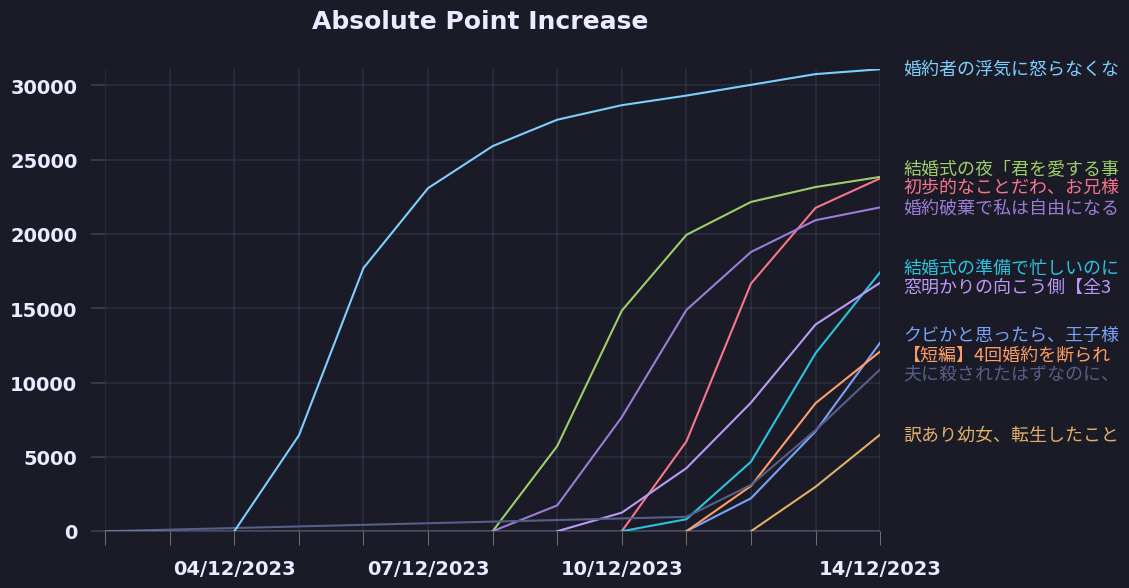 Absolute Point Increase
30000
25000
20000
15000
10000
5000
0
04/12/2023
07/12/2023
10/12/2023
14/12/2023
婚約者の浮気に怒らなくな
結婚式の夜「君を愛する事
初歩的なことだわ、お兄様
婚約破棄で私は自由になる
結婚式の準備で忙しいのに
窓明かりの向こう側【全3
クビかと思ったら、王子様
【短編】4回婚約を断られ
夫に殺されたはずなのに、
訳あり幼女、転生したこと